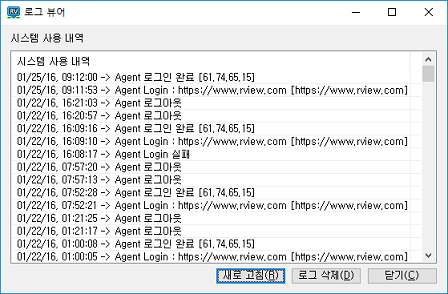 로그 뷰어
시스템 사용 내역
시스템 사용 내역
01/25/16, 09:12:00 -> Agent 로그인 완료 [61.74.65.15]
01/25/16, 09:11:53 -> Agent Login : https://www.rview.com [https://www.rview.com]
01/22/16, 16:21:03 -> Agent 로그아웃
01/22/16, 16:20:57 -> Agent 로그아웃
01/22/16, 16:09:16 -> Agent 로그인 완료 [61.74.65.15]
01/22/16, 16:09:10 -> Agent Login : https://www.rview.com [https://www.rview.com]
01/22/16, 16:08:17 -> Agent Login 실패
01/22/16, 07:57:20 -> Agent 로그아웃
01/22/16, 07:57:13 -> Agent 로그아웃
01/22/16, 07:52:28 -> Agent 로그인 완료 [61.74.65.15]
01/22/16, 07:52:21 -> Agent Login : https://www.rview.com [https://www.rview.com]
01/22/16, 01:21:25 -> Agent 로그아웃
01/22/16, 01:21:17 -> Agent 로그아웃
01/22/16, 01:00:08 -> Agent 로그인 완료 [61.74.65.15]
01/22/16, 01:00:05 -> Agent Login : https://www.rview.com [https://www.rview.com]
새로 고침(R) 로그 삭제(D) 닫기(C)